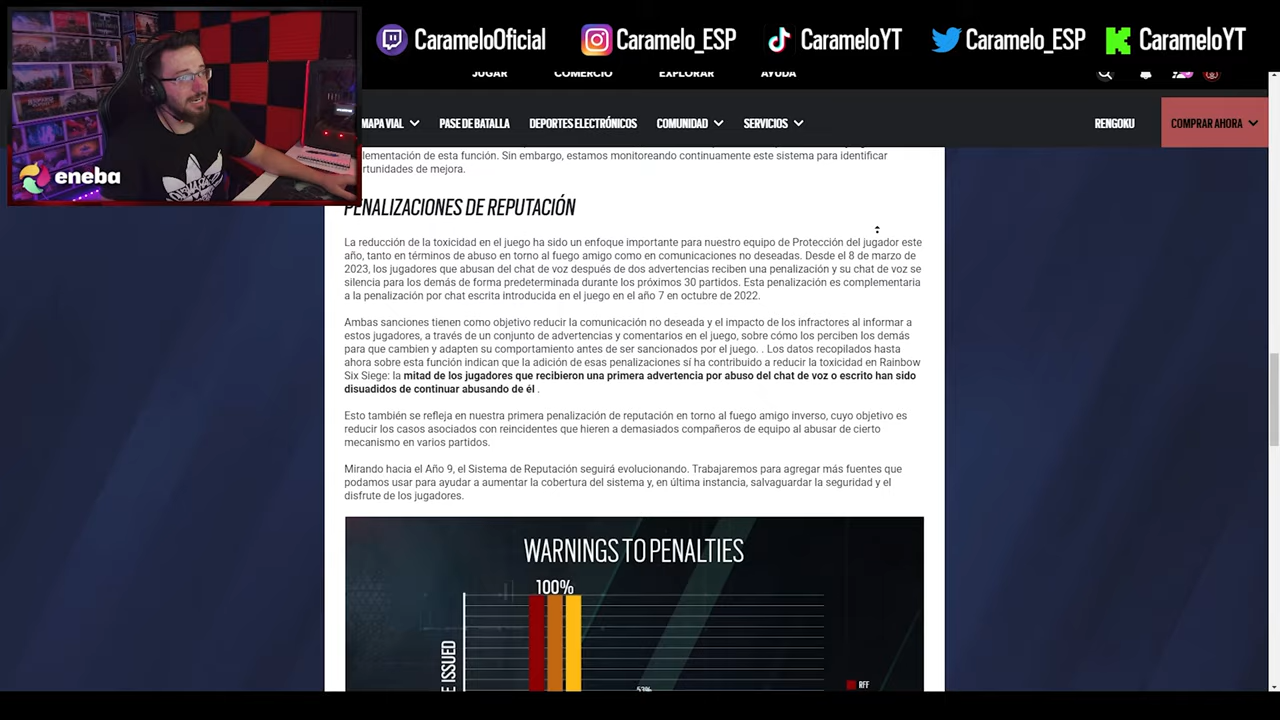 CarameloOficial
Caramelo_ESP
CarameloYT
Caramelo_ESP
CarameloYT
JUGAR
COMERCIO
EXPLORAR
AYUDA
MAPA VIAL
PASE DE BATALLA
DEPORTES ELECTRÓNICOS
COMUNIDAD
SERVICIOS
RENGOKU
COMPRAR AHORA
eneba
lementación de esta función. Sin embargo, estamos monitoreando continuamente este sistema para identificar
rtunidades de mejora.
PENALIZACIONES DE REPUTACIÓN
La reducción de la toxicidad en el juego ha sido un enfoque importante para nuestro equipo de Protección del jugador este
año, tanto en términos de abuso en torno al fuego amigo como en comunicaciones no deseadas. Desde el 8 de marzo de
2023, los jugadores que abusan del chat de voz después de dos advertencias reciben una penalización y su chat de voz se
silencia para los demás de forma predeterminada durante los próximos 30 partidos. Esta penalización es complementaria
a la penalización por chat escrita introducida en el juego en el año 7 en octubre de 2022.
Ambas sanciones tienen como objetivo reducir la comunicación no deseada y el impacto de los infractores al informar a
estos jugadores, a través de un conjunto de advertencias y comentarios en el juego, sobre cómo los perciben los demás
para que cambien y adapten su comportamiento antes de ser sancionados por el juego. . Los datos recopilados hasta
ahora sobre esta función indican que la adición de esas penalizaciones sí ha contribuido a reducir la toxicidad en Rainbow
Six Siege: la mitad de los jugadores que recibieron una primera advertencia por abuso del chat de voz o escrito han sido
disuadidos de continuar abusando de él .
Esto también se refleja en nuestra primera penalización de reputación en torno al fuego amigo inverso, cuyo objetivo es
reducir los casos asociados con reincidentes que hieren a demasiados compañeros de equipo al abusar de cierto
mecanismo en varios partidos.
Mirando hacia el Año 9, el Sistema de Reputación seguirá evolucionando. Trabajaremos para agregar más fuentes que
podamos usar para ayudar a aumentar la cobertura del sistema y, en última instancia, salvaguardar la seguridad y el
disfrute de los jugadores.
WARNINGS TO PENALTIES
100%
E ISSUED
53%
RFF